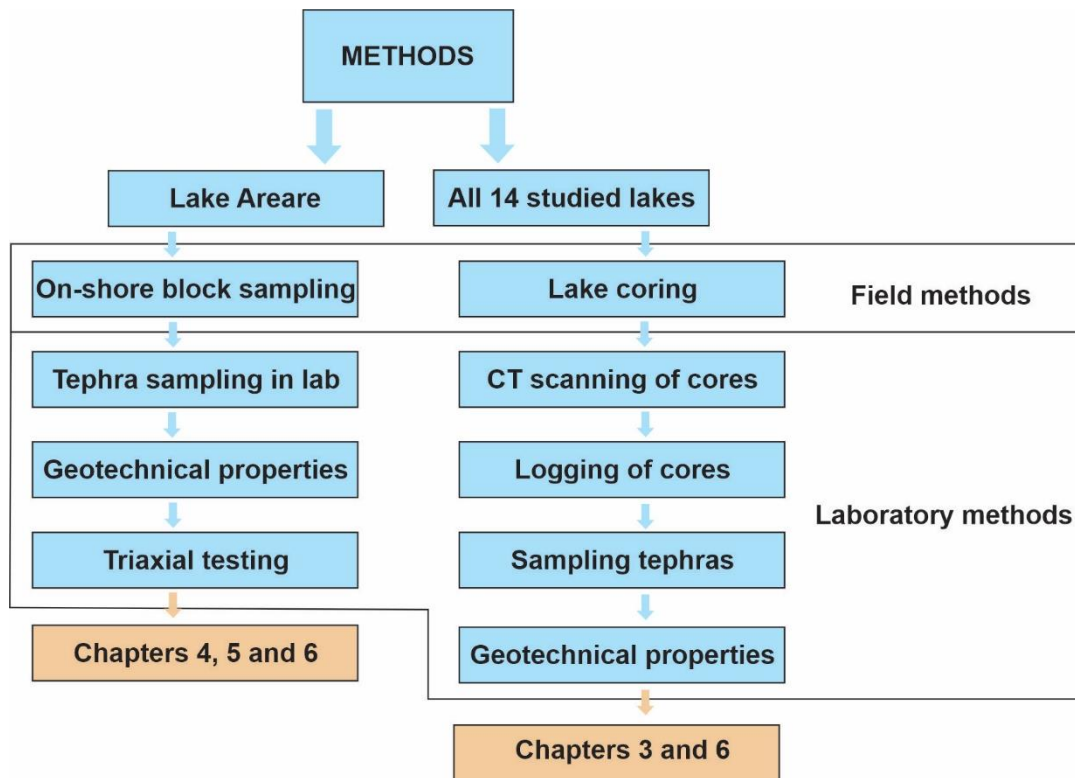 METHODS
Lake Areare
All 14 studied lakes
On-shore block sampling
Lake coring
Field methods
Tephra sampling in lab
CT scanning of cores
Geotechnical properties
Logging of cores
Laboratory methods
Triaxial testing
Sampling tephras
Chapters 4, 5 and 6
Geotechnical properties
Chapters 3 and 6